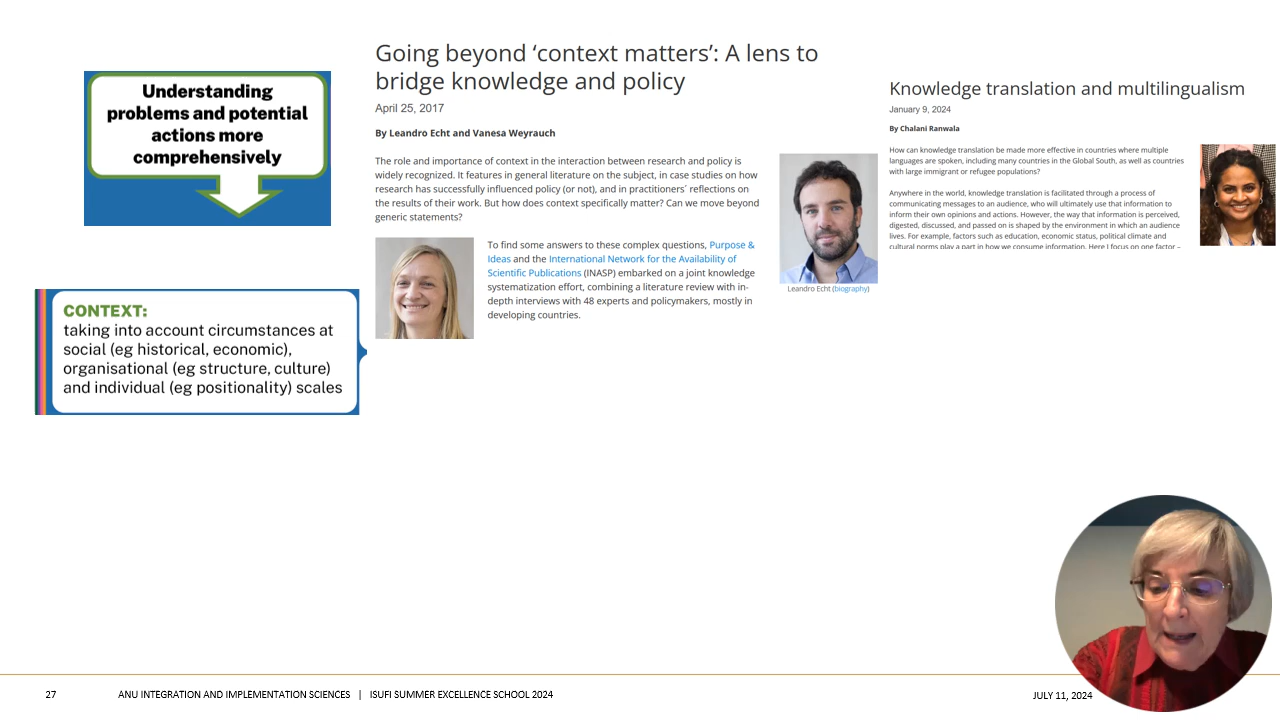 Understanding
problems and potential
actions more
comprehensively
CONTEXT:
taking into account circumstances at
social (eg historical, economic),
organisational (eg structure, culture)
and individual (eg positionality) scales
Going beyond ‘context matters’: A lens to
bridge knowledge and policy
April 25, 2017
By Leandro Echt and Vanesa Weyrauch
The role and importance of context in the interaction between research and policy is
widely recognized. It features in general literature on the subject, in case studies on how
research has successfully influenced policy (or not), and in practitioners´ reflections on
the results of their work. But how does context specifically matter? Can we move beyond
generic statements?
To find some answers to these complex questions, Purpose &
Ideas and the International Network for the Availability of
Scientific Publications (INASP) embarked on a joint knowledge
systematization effort, combining a literature review with in-
depth interviews with 48 experts and policymakers, mostly in
developing countries.
Leandro Echt (biography)
Knowledge translation and multilingualism
January 9, 2024
By Chalani Ranwala
How can knowledge translation be made more effective in countries where multiple
languages are spoken, including many countries in the Global South, as well as countries
with large immigrant or refugee populations?
Anywhere in the world, knowledge translation is facilitated through a process of
communicating messages to an audience, who will ultimately use that information to
inform their own opinions and actions. However, the way that information is perceived,
digested, discussed, and passed on is shaped by the environment in which an audience
lives. For example, factors such as education, economic status, political climate and
cultural norms play a part in how we consume information. Here I focus on one factor –
27
ANU INTEGRATION AND IMPLEMENTATION SCIENCES | ISUFI SUMMER EXCELLENCE SCHOOL 2024
JULY 11, 2024